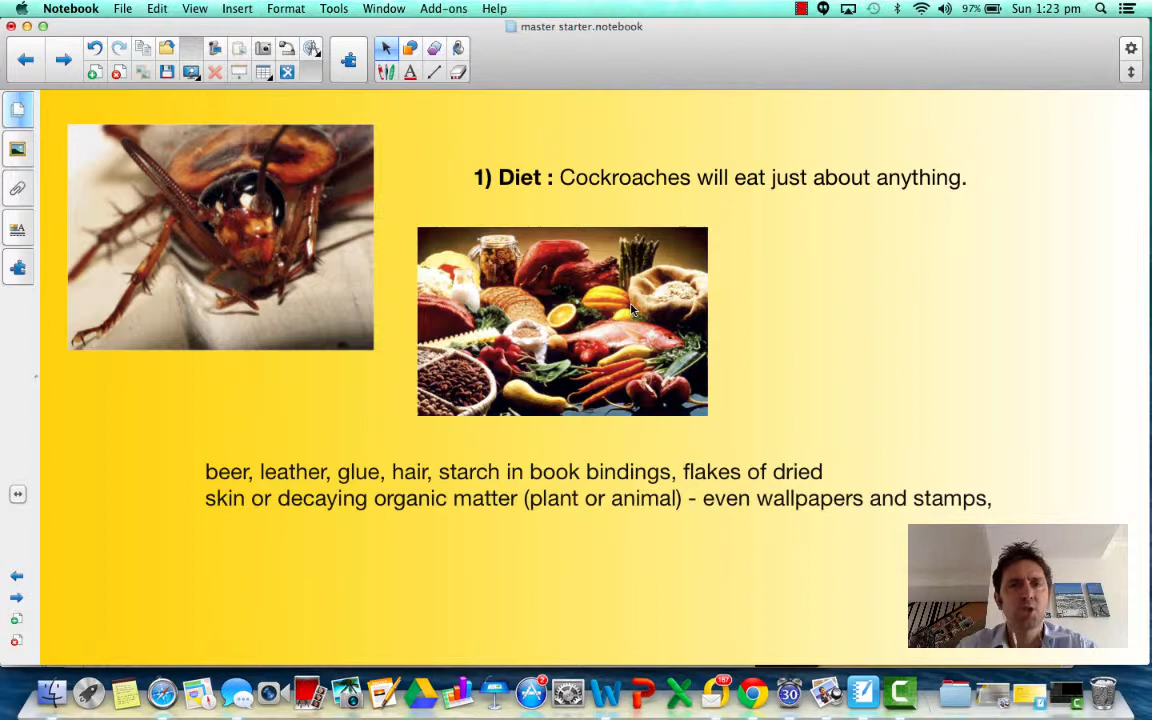 Notebook File Edit View Insert Format Tools Window Add-ons Help 97% Sun 1:23 pm
master starter.notebook
1) Diet : Cockroaches will eat just about anything.
beer, leather, glue, hair, starch in book bindings, flakes of dried
skin or decaying organic matter (plant or animal) - even wallpapers and stamps,